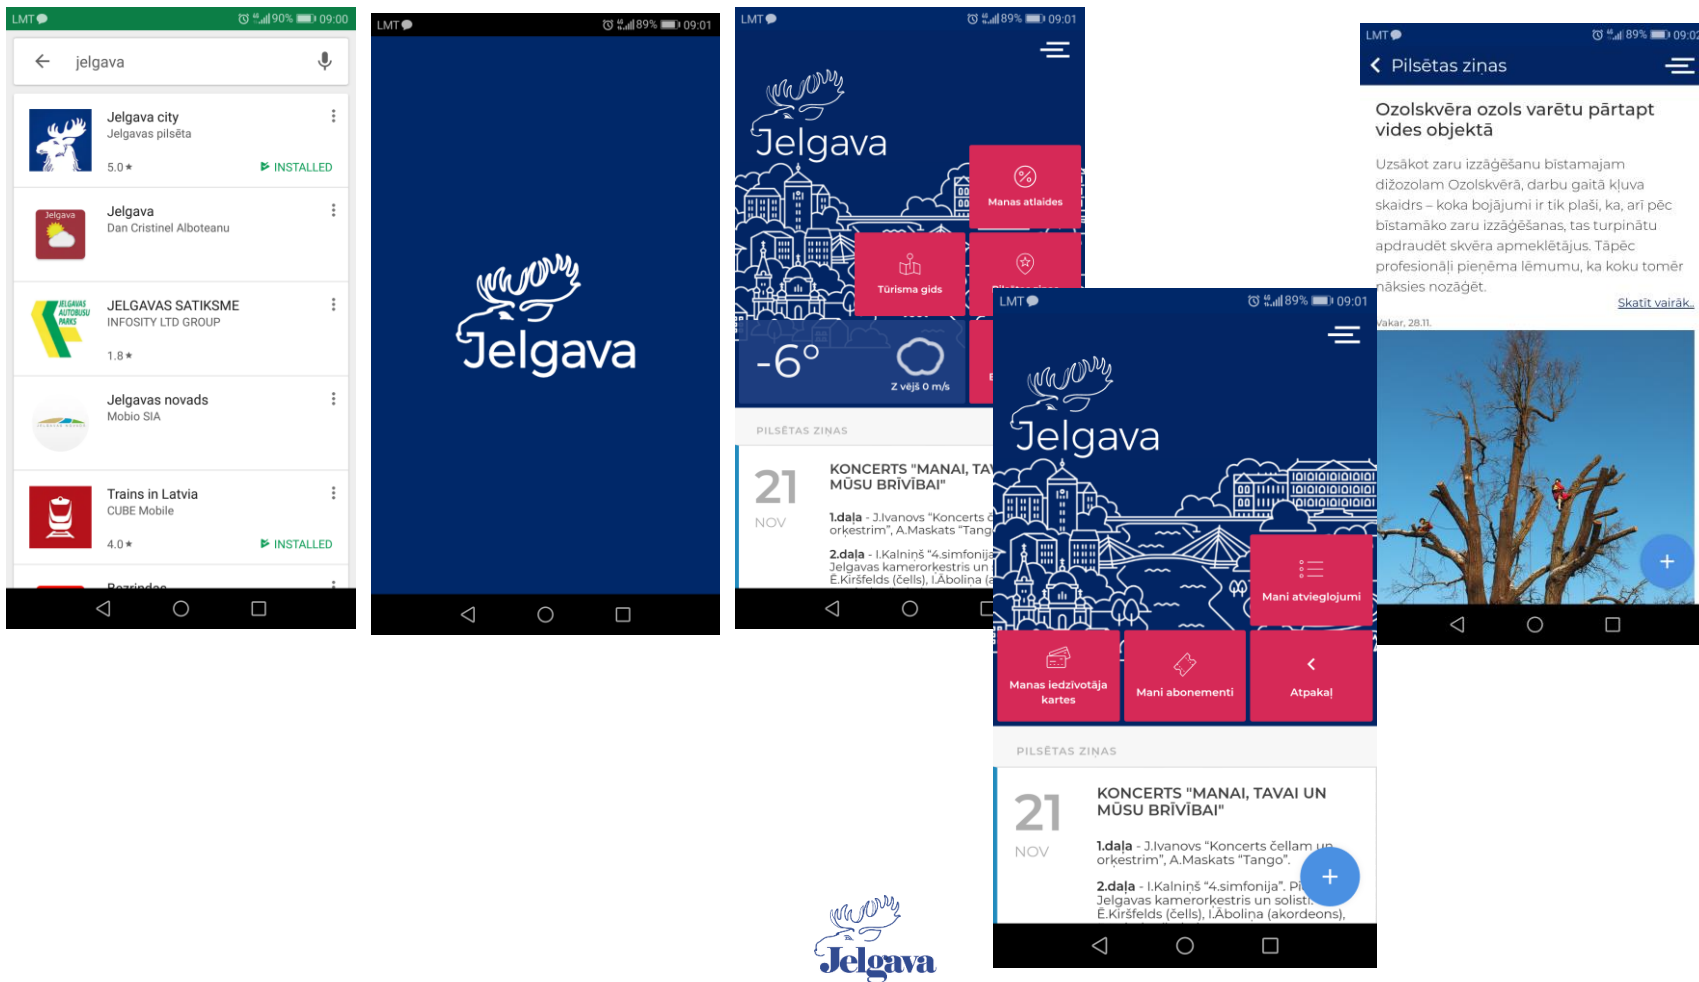 LMT 90% 09:00
jelgava
Jelgava city
Jelgavas pilsēta
5.0★
INSTALLED
Jelgava
Jelgava
Dan Cristinel Alboteanu
JELGAVAS
AUTOBUSU
PARKS
JELGAVAS SATIKSME
INFOSITY LTD GROUP
1.8★
Jelgavas novads
Mobio SIA
Trains in Latvia
CUBE Mobile
4.0★
INSTALLED
LMT 89% 09:01
Jelgava
LMT 89% 09:01
Jelgava
Manas atlaides
Tūrisma gids
-6°
Z vējš 0 m/s
PILSĒTAS ZIŅAS
21
NOV
KONCERTS "MANAI,
MŪSU BRĪVĪBAI"
1.daļa - J.Ivanovs “Koncerts
orķestrim”, A.Maskats
2.daļa - I.Kalniņš
Jelgavas kamerorķestris un
Ē.Kiršfelds (čells), I.Āboliņa
LMT 89% 09:01
Jelgava
Mani atvieglojumi
Manas iedzīvotāja
kartes
Mani abonementi
Atpakaļ
PILSĒTAS ZIŅAS
21
NOV
KONCERTS "MANAI, TAVAI UN
MŪSU BRĪVĪBAI"
1.daļa - J.Ivanovs “Koncerts čellam un
orķestrim”, A.Maskats “Tango”.
2.daļa - I.Kalniņš “4.simfonija”.
Jelgavas kamerorķestris un solisti:
Ē.Kiršfelds (čells), I.Āboliņa (akordeons),
LMT 89% 09:02
Pilsētas ziņas
Ozolskvēra ozols varētu pārtapt
vides objektā
Uzsākot zaru izzāģēšanu bīstamajam
dižozolam Ozolskvērā, darbu gaitā kļuva
skaidrs – koka bojājumi ir tik plaši, ka, arī pēc
bīstamāko zaru izzāģēšanas, tas turpinātu
apdraudēt skvēra apmeklētājus. Tāpēc
profesionāļi pieņēma lēmumu, ka koku tomēr
nāksies nozāģēt.
Skatīt vairāk..
Vakar, 28.11.
Jelgava